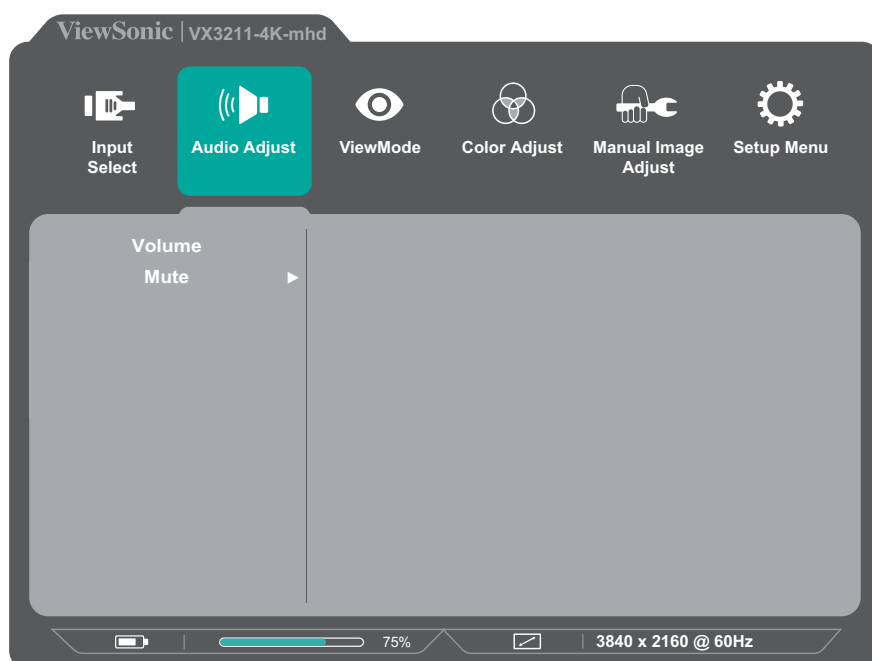 ViewSonic | VX3211-4K-mhd
Input
Select
Audio Adjust
ViewMode
Color Adjust
Manual Image
Adjust
Setup Menu
Volume
Mute ►
75%
3840 x 2160 @ 60Hz